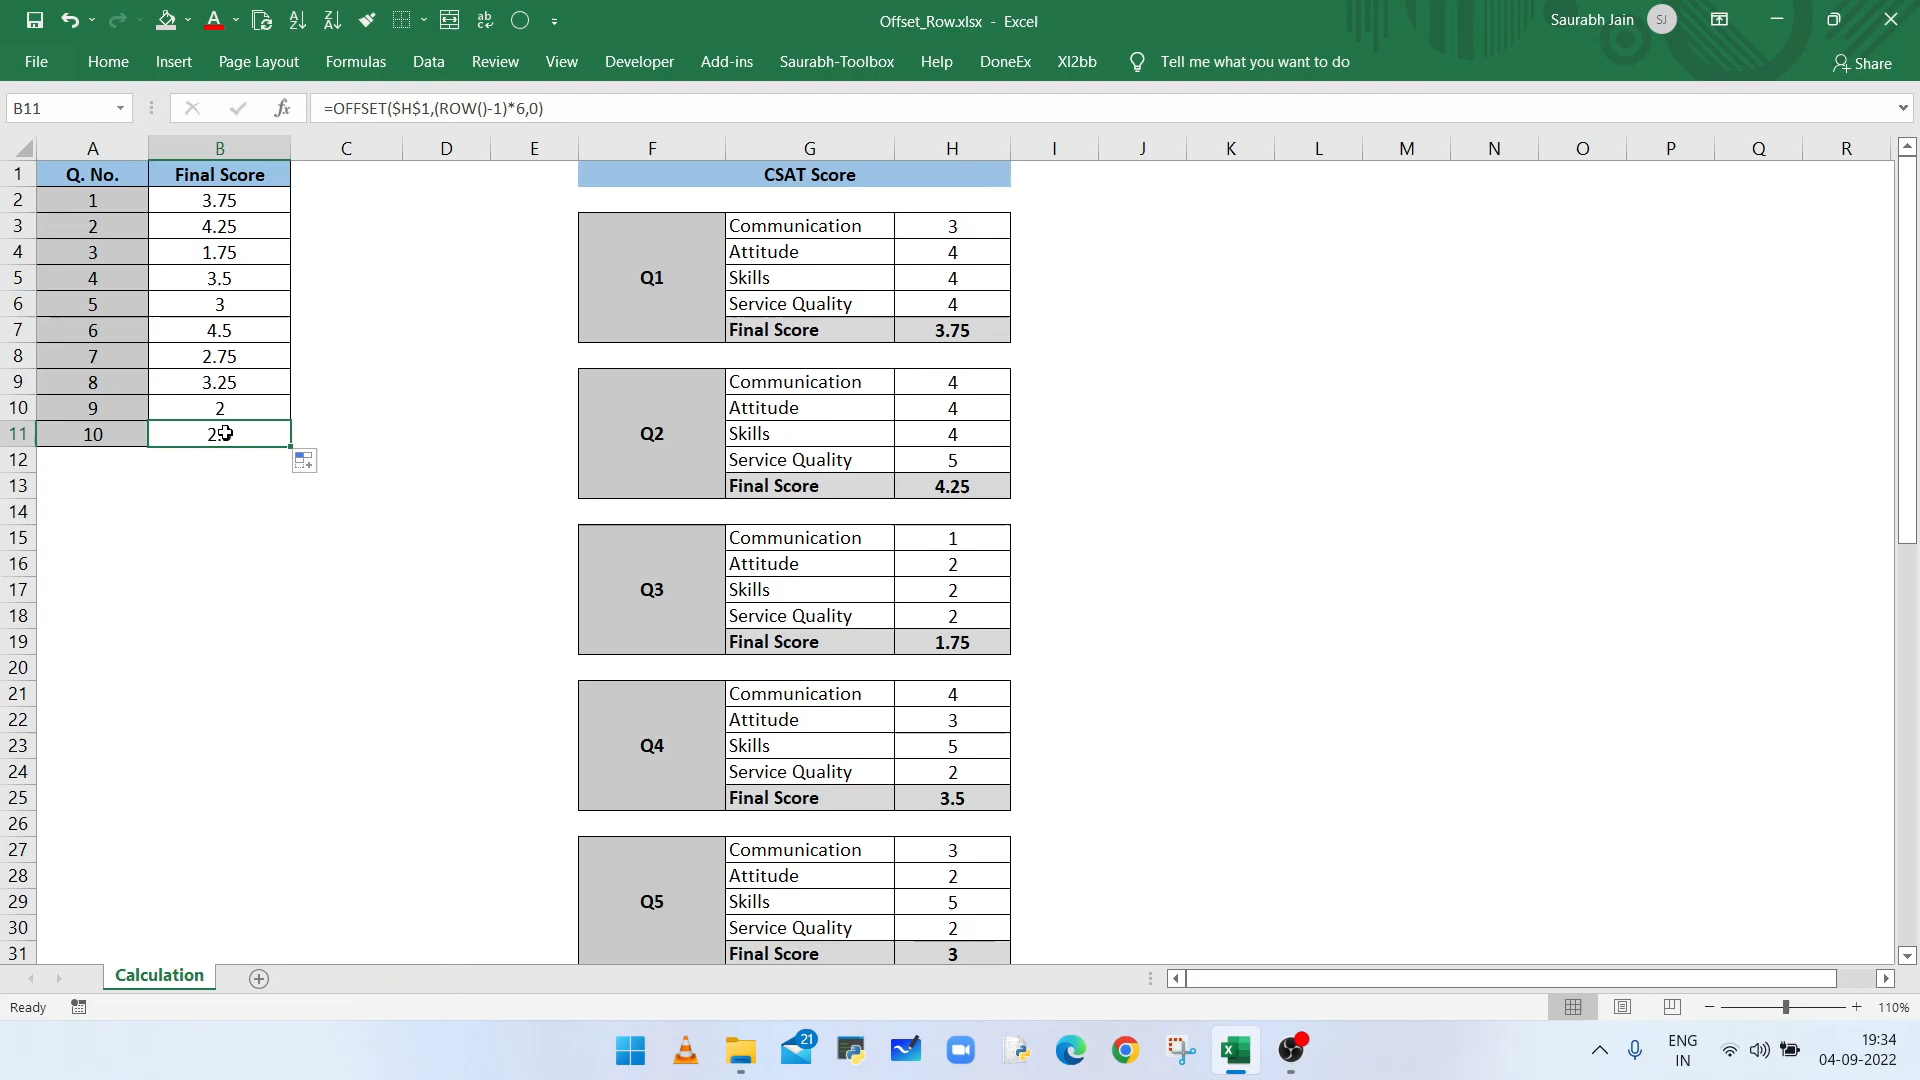 Offset_Row.xlsx - Excel
Saurabh Jain SJ
File Home Insert Page Layout Formulas Data Review View Developer Add-ins Saurabh-Toolbox Help DoneEx Xl2bb Tell me what you want to do Share
B11 fx =OFFSET($H$1,(ROW()-1)*6,0)
A B C D E F G H I J K L M N O P Q R
1 Q. No. Final Score CSAT Score
2 1 3.75
3 2 4.25 Communication 3
4 3 1.75 Attitude 4
5 4 3.5 Q1 Skills 4
6 5 3 Service Quality 4
7 6 4.5 Final Score 3.75
8 7 2.75
9 8 3.25 Communication 4
10 9 2 Attitude 4
11 10 Q2 Skills 4
12 Service Quality 5
13 Final Score 4.25
14
15 Communication 1
16 Attitude 2
17 Q3 Skills 2
18 Service Quality 2
19 Final Score 1.75
20
21 Communication 4
22 Attitude 3
23 Q4 Skills 5
24 Service Quality 2
25 Final Score 3.5
26
27 Communication 3
28 Attitude 2
29 Q5 Skills 5
30 Service Quality 2
31 Final Score 3
Calculation
Ready
110%
21
ENG
IN
19:34
04-09-2022